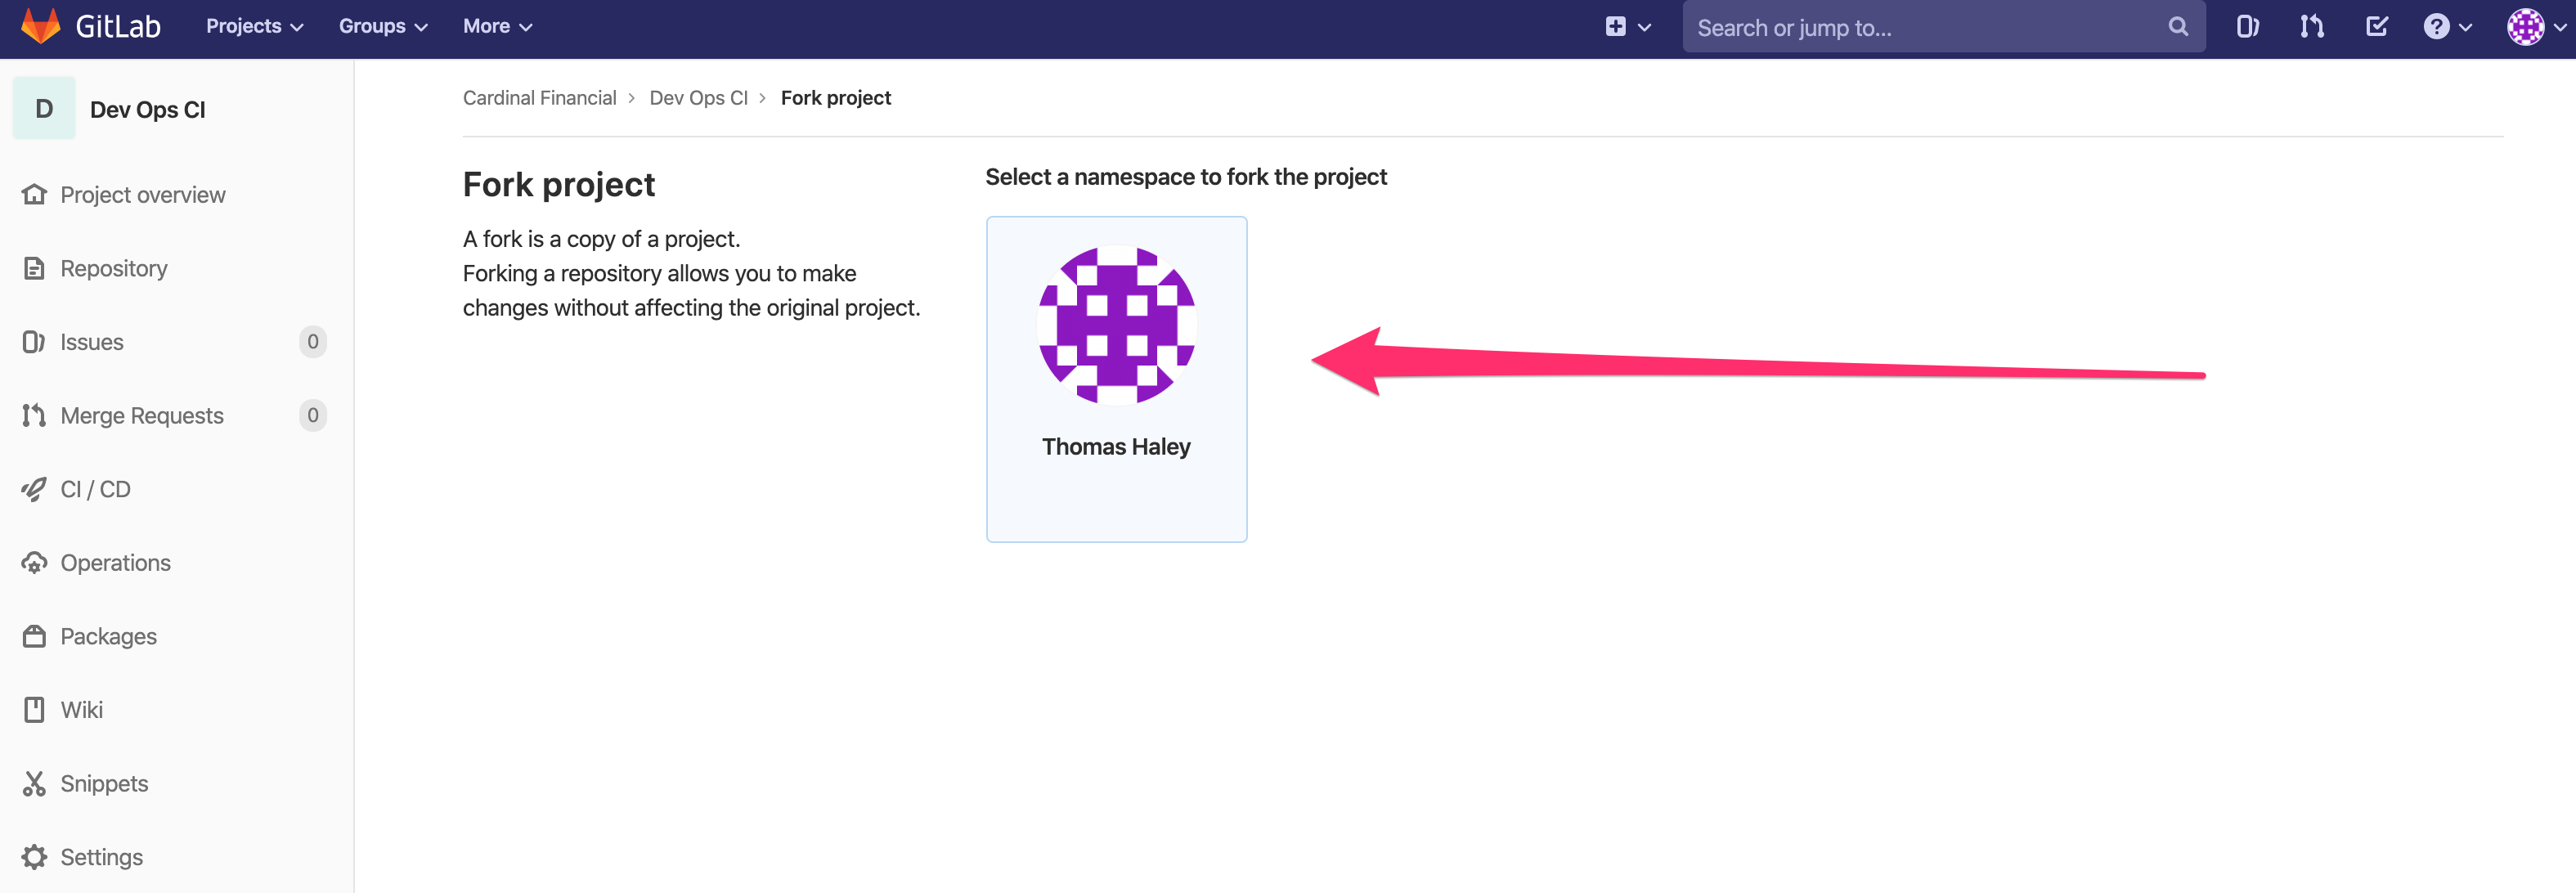 GitLab Projects Groups More Search or jump to...
D Dev Ops CI
Project overview
Repository
Issues 0
Merge Requests 0
CI / CD
Operations
Packages
Wiki
Snippets
Settings
Cardinal Financial > Dev Ops CI > Fork project
Fork project
A fork is a copy of a project.
Forking a repository allows you to make
changes without affecting the original project.
Select a namespace to fork the project
Thomas Haley